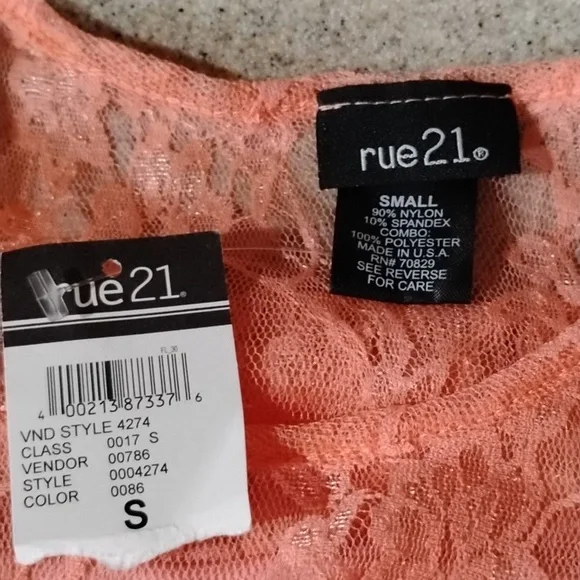 rue21®
SMALL
90% NYLON
10% SPANDEX
COMBO:
100% POLYESTER
MADE IN U.S.A.
RN# 70829
SEE REVERSE
FOR CARE
rue21
FL_30
4 00213 87337 6
VND STYLE 4274
CLASS 0017 S
VENDOR 00786
STYLE 0004274
COLOR 0086
S